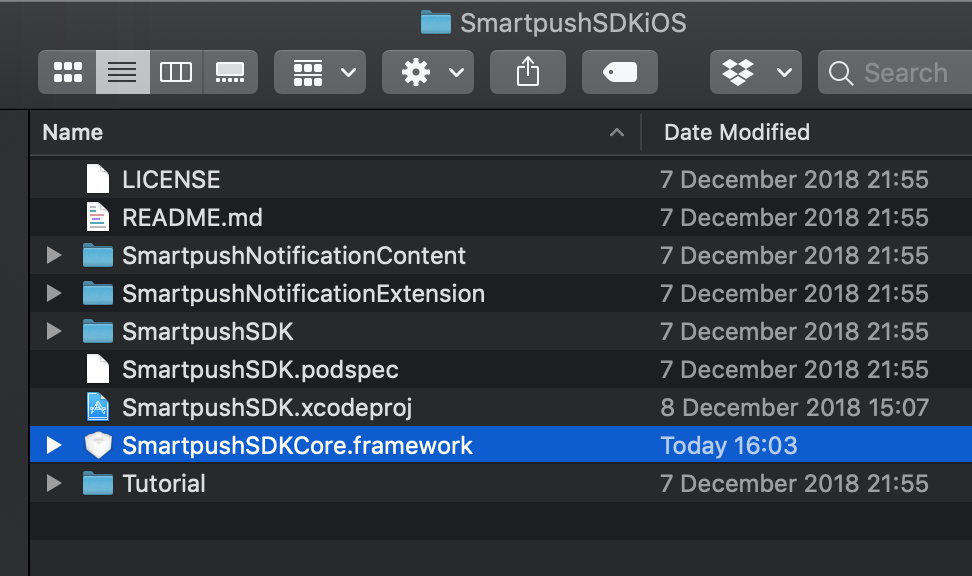 SmartpushSDKiOS
Search
Name Date Modified
LICENSE 7 December 2018 21:55
README.md 7 December 2018 21:55
SmartpushNotificationContent 7 December 2018 21:55
SmartpushNotificationExtension 7 December 2018 21:55
SmartpushSDK 7 December 2018 21:55
SmartpushSDK.podspec 7 December 2018 21:55
SmartpushSDK.xcodeproj 8 December 2018 15:07
SmartpushSDKCore.framework Today 16:03
Tutorial 7 December 2018 21:55